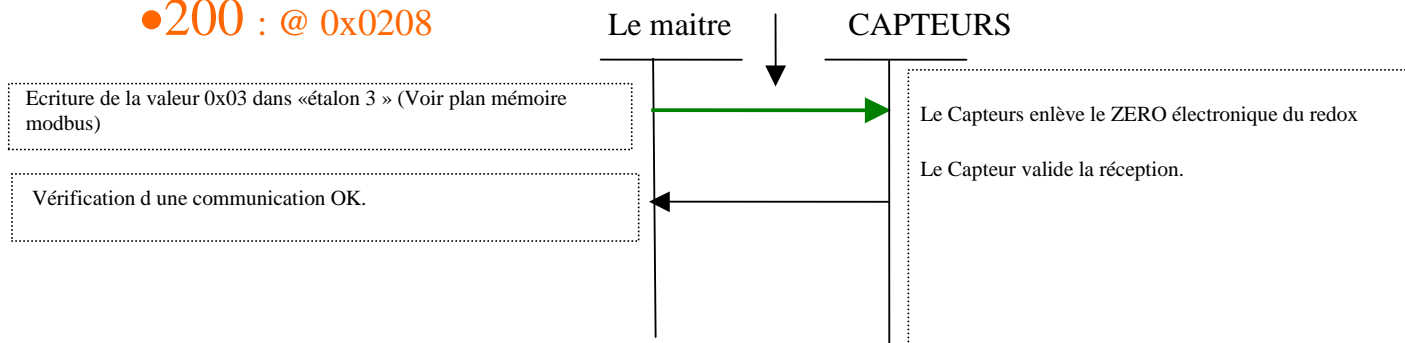 •200 : @ 0x0208
Le maitre
CAPTEURS
Ecriture de la valeur 0x03 dans «étalon 3 » (Voir plan mémoire
modbus)
Le Capteurs enlève le ZERO électronique du redox
Le Capteur valide la réception.
Vérification d une communication OK.